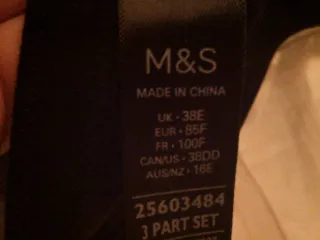 M&S
MADE IN CHINA
UK • 38E
EUR • 85F
FR • 100F
CAN/US • 38DD
AUS/NZ • 16E
25603484
3 PART SET